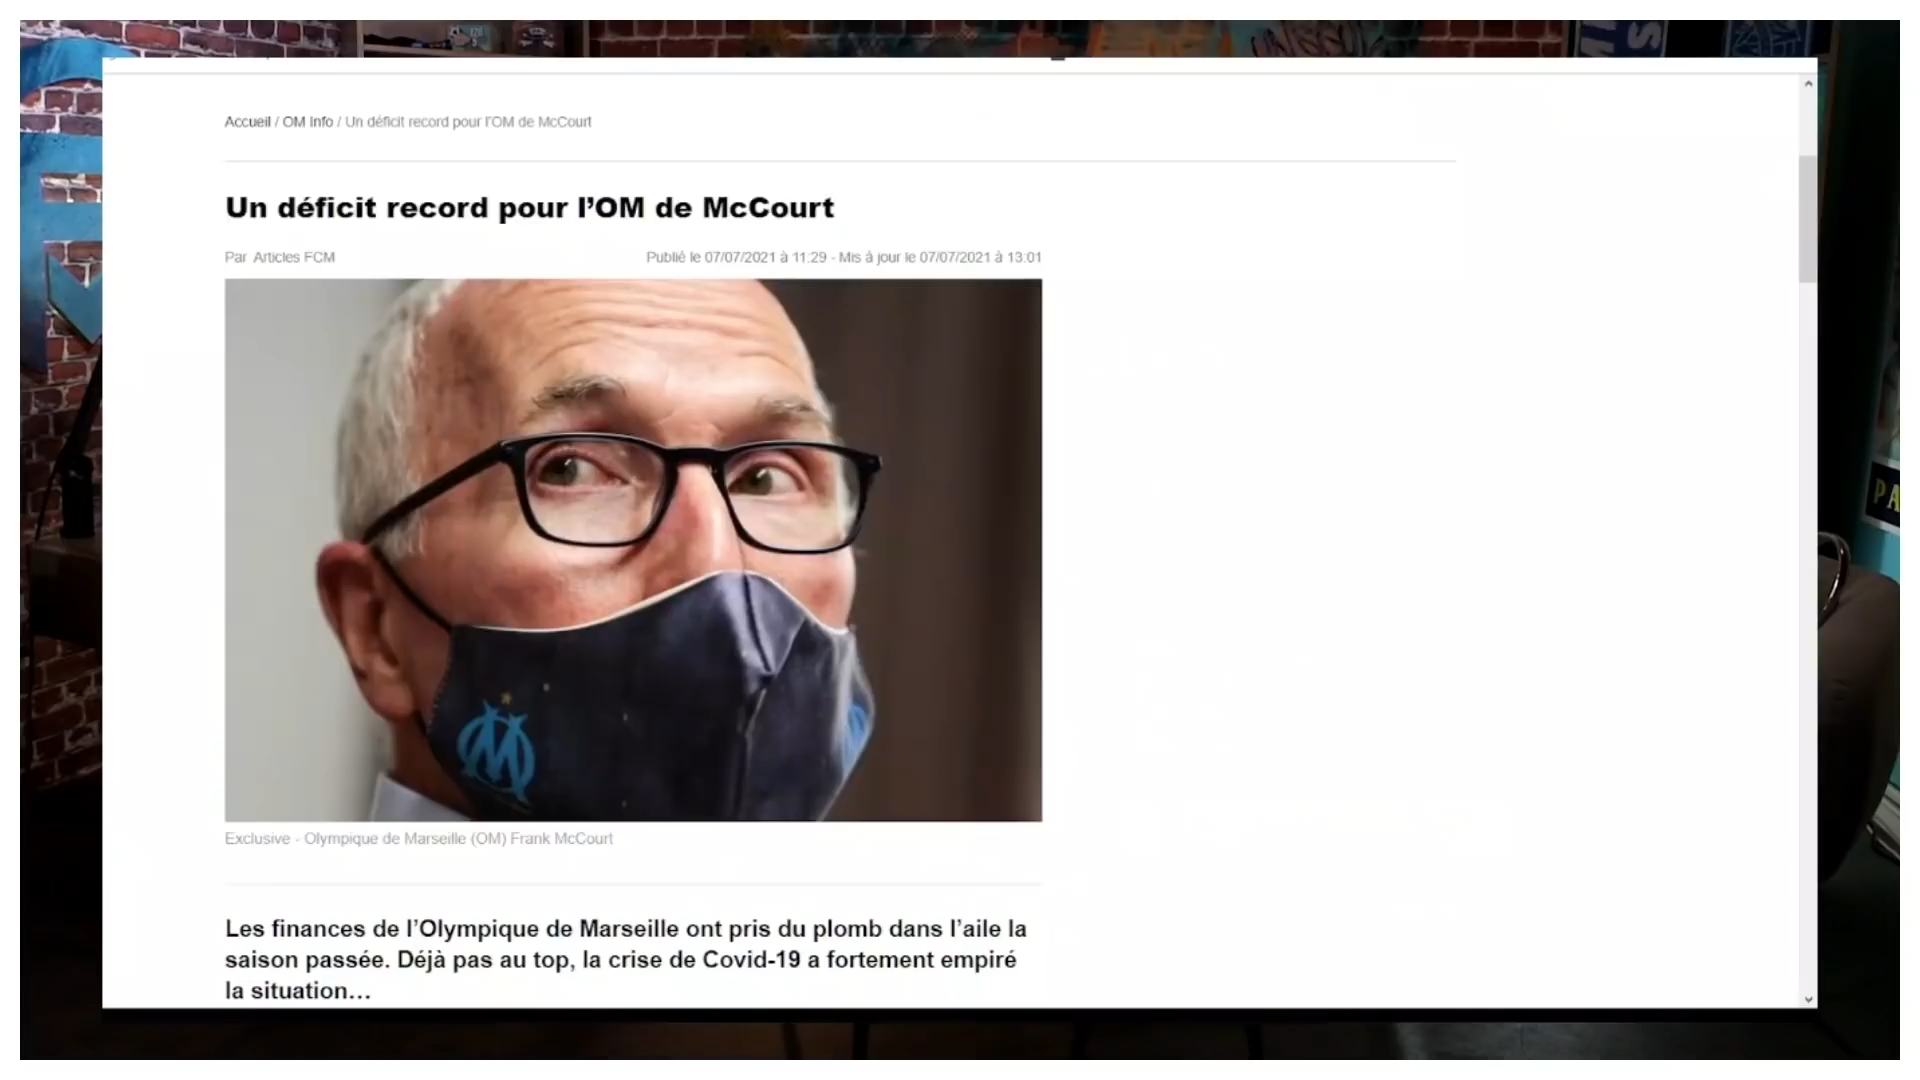 Accueil / OM Info / Un déficit record pour l'OM de McCourt
Un déficit record pour l’OM de McCourt
Par Articles FCM
Publié le 07/07/2021 à 11:29 - Mis à jour le 07/07/2021 à 13:01
Exclusive - Olympique de Marseille (OM) Frank McCourt
Les finances de l’Olympique de Marseille ont pris du plomb dans l’aile la
saison passée. Déjà pas au top, la crise de Covid-19 a fortement empiré
la situation…
PA